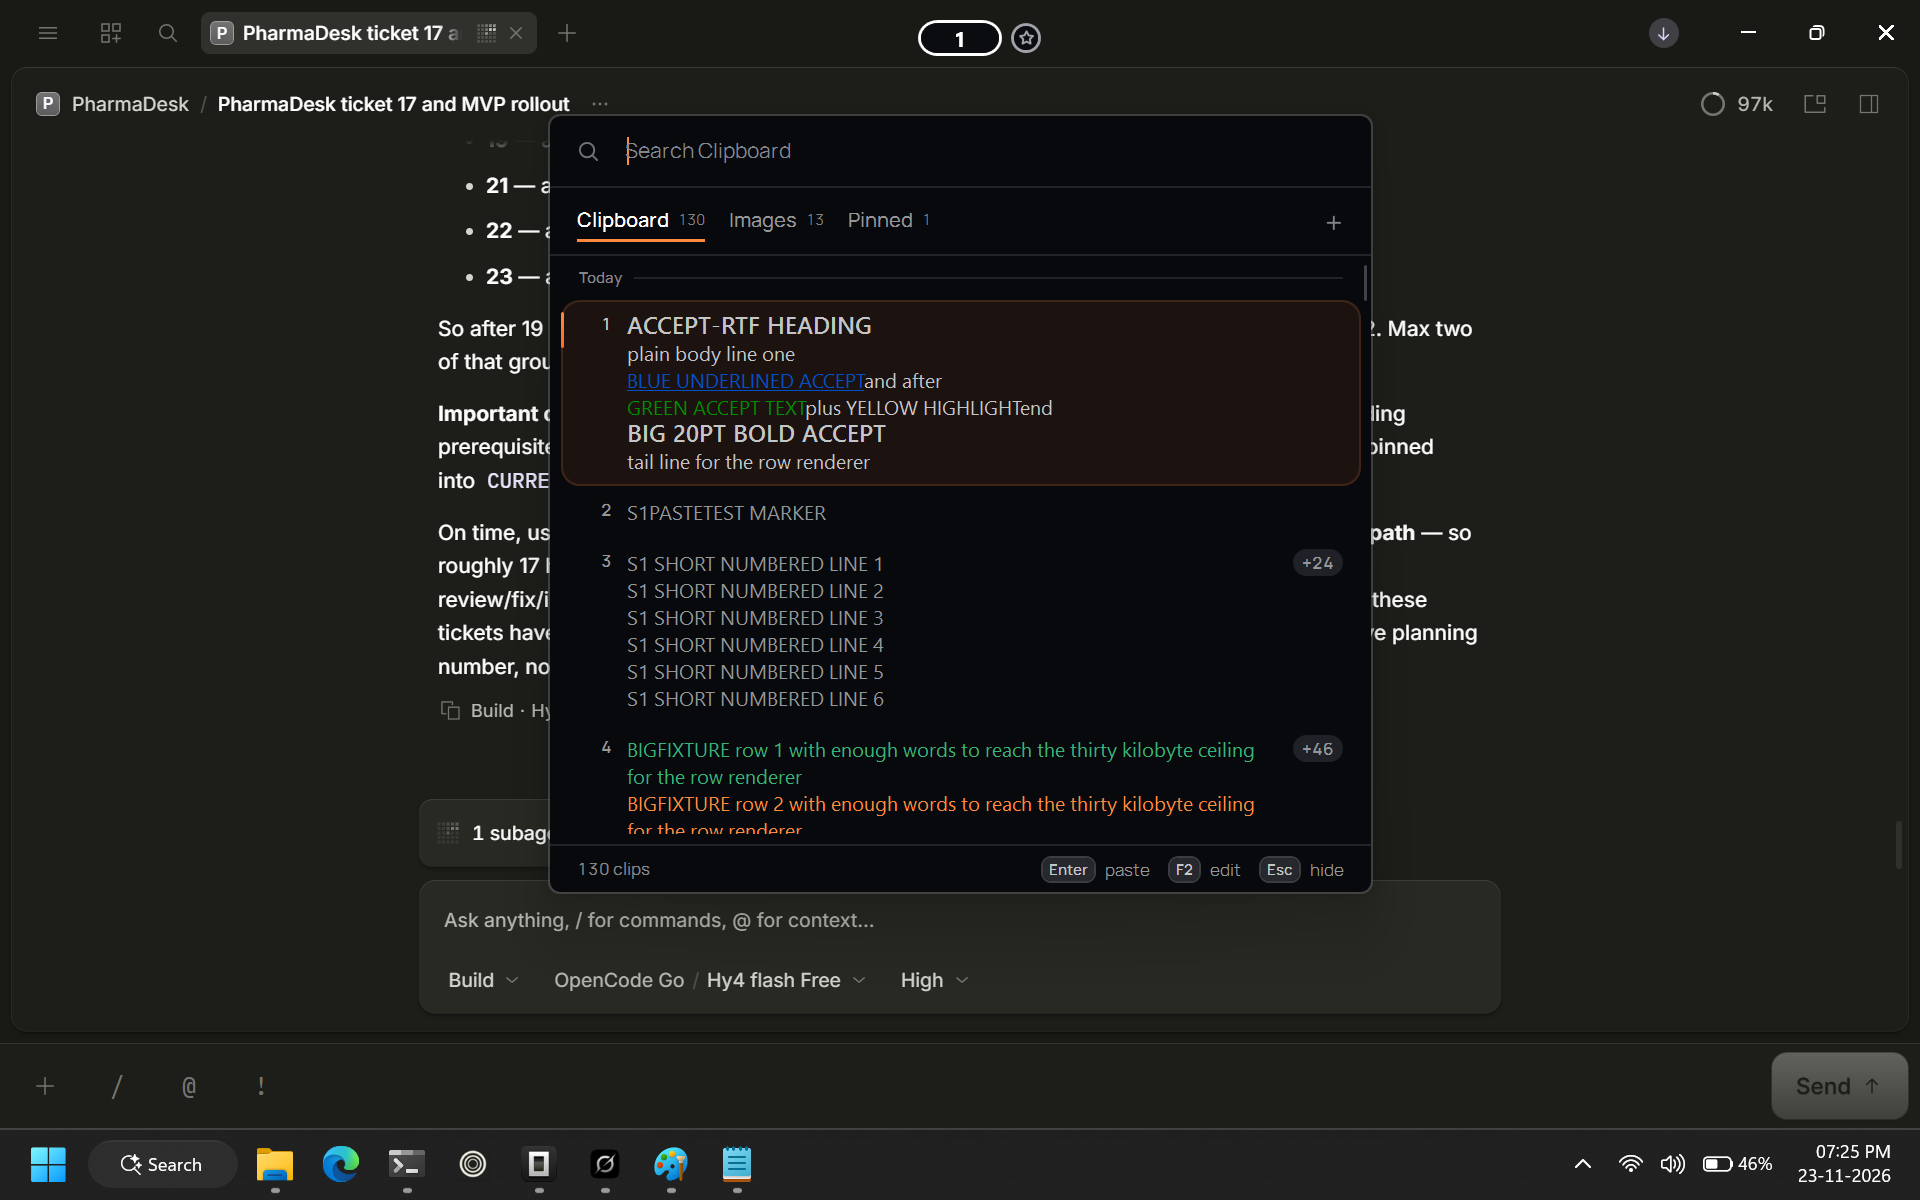 P PharmaDesk ticket 17 a
1
P PharmaDesk / PharmaDesk ticket 17 and MVP rollout ...
97k
21 — a
22 — a
23 — a
So after 19
2. Max two
of that grou
Important
ling
prerequisite
pinned
into CURRE
On time, us
path — so
roughly 17
review/fix/i
these
tickets have
ve planning
number, no
Build · Hy
1 subage
Search Clipboard
Clipboard 130 Images 13 Pinned 1 +
Today
1 ACCEPT-RTF HEADING
plain body line one
BLUE UNDERLINED ACCEPTand after
GREEN ACCEPT TEXTplus YELLOW HIGHLIGHTend
BIG 20PT BOLD ACCEPT
tail line for the row renderer
2 S1PASTETEST MARKER
3 S1 SHORT NUMBERED LINE 1 +24
S1 SHORT NUMBERED LINE 2
S1 SHORT NUMBERED LINE 3
S1 SHORT NUMBERED LINE 4
S1 SHORT NUMBERED LINE 5
S1 SHORT NUMBERED LINE 6
4 BIGFIXTURE row 1 with enough words to reach the thirty kilobyte ceiling +46
for the row renderer
BIGFIXTURE row 2 with enough words to reach the thirty kilobyte ceiling
for the row renderer
130 clips Enter paste F2 edit Esc hide
Ask anything, / for commands, @ for context...
Build OpenCode Go / Hy4 flash Free High
+ / @ ! Send ↑
Search
46%
07:25 PM
23-11-2026